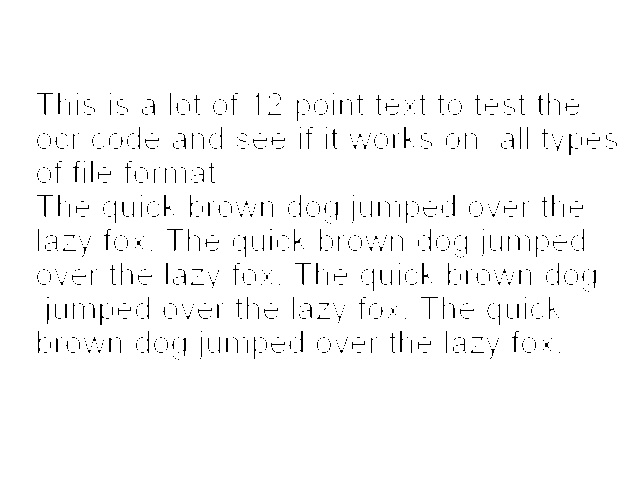 This is a lot of 12 point text to test the
ocr code and see if it works on all types
of file format
The quick brown dog jumped over the
lazy fox. The quick brown dog jumped
over the lazy fox. The quick brown dog
jumped over the lazy fox. The quick
brown dog jumped over the lazy fox.